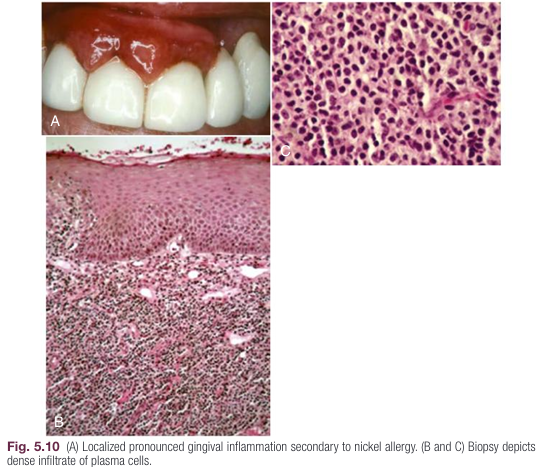 A
C
B
Fig. 5.10 (A) Localized pronounced gingival inflammation secondary to nickel allergy. (B and C) Biopsy depicts
dense infiltrate of plasma cells.